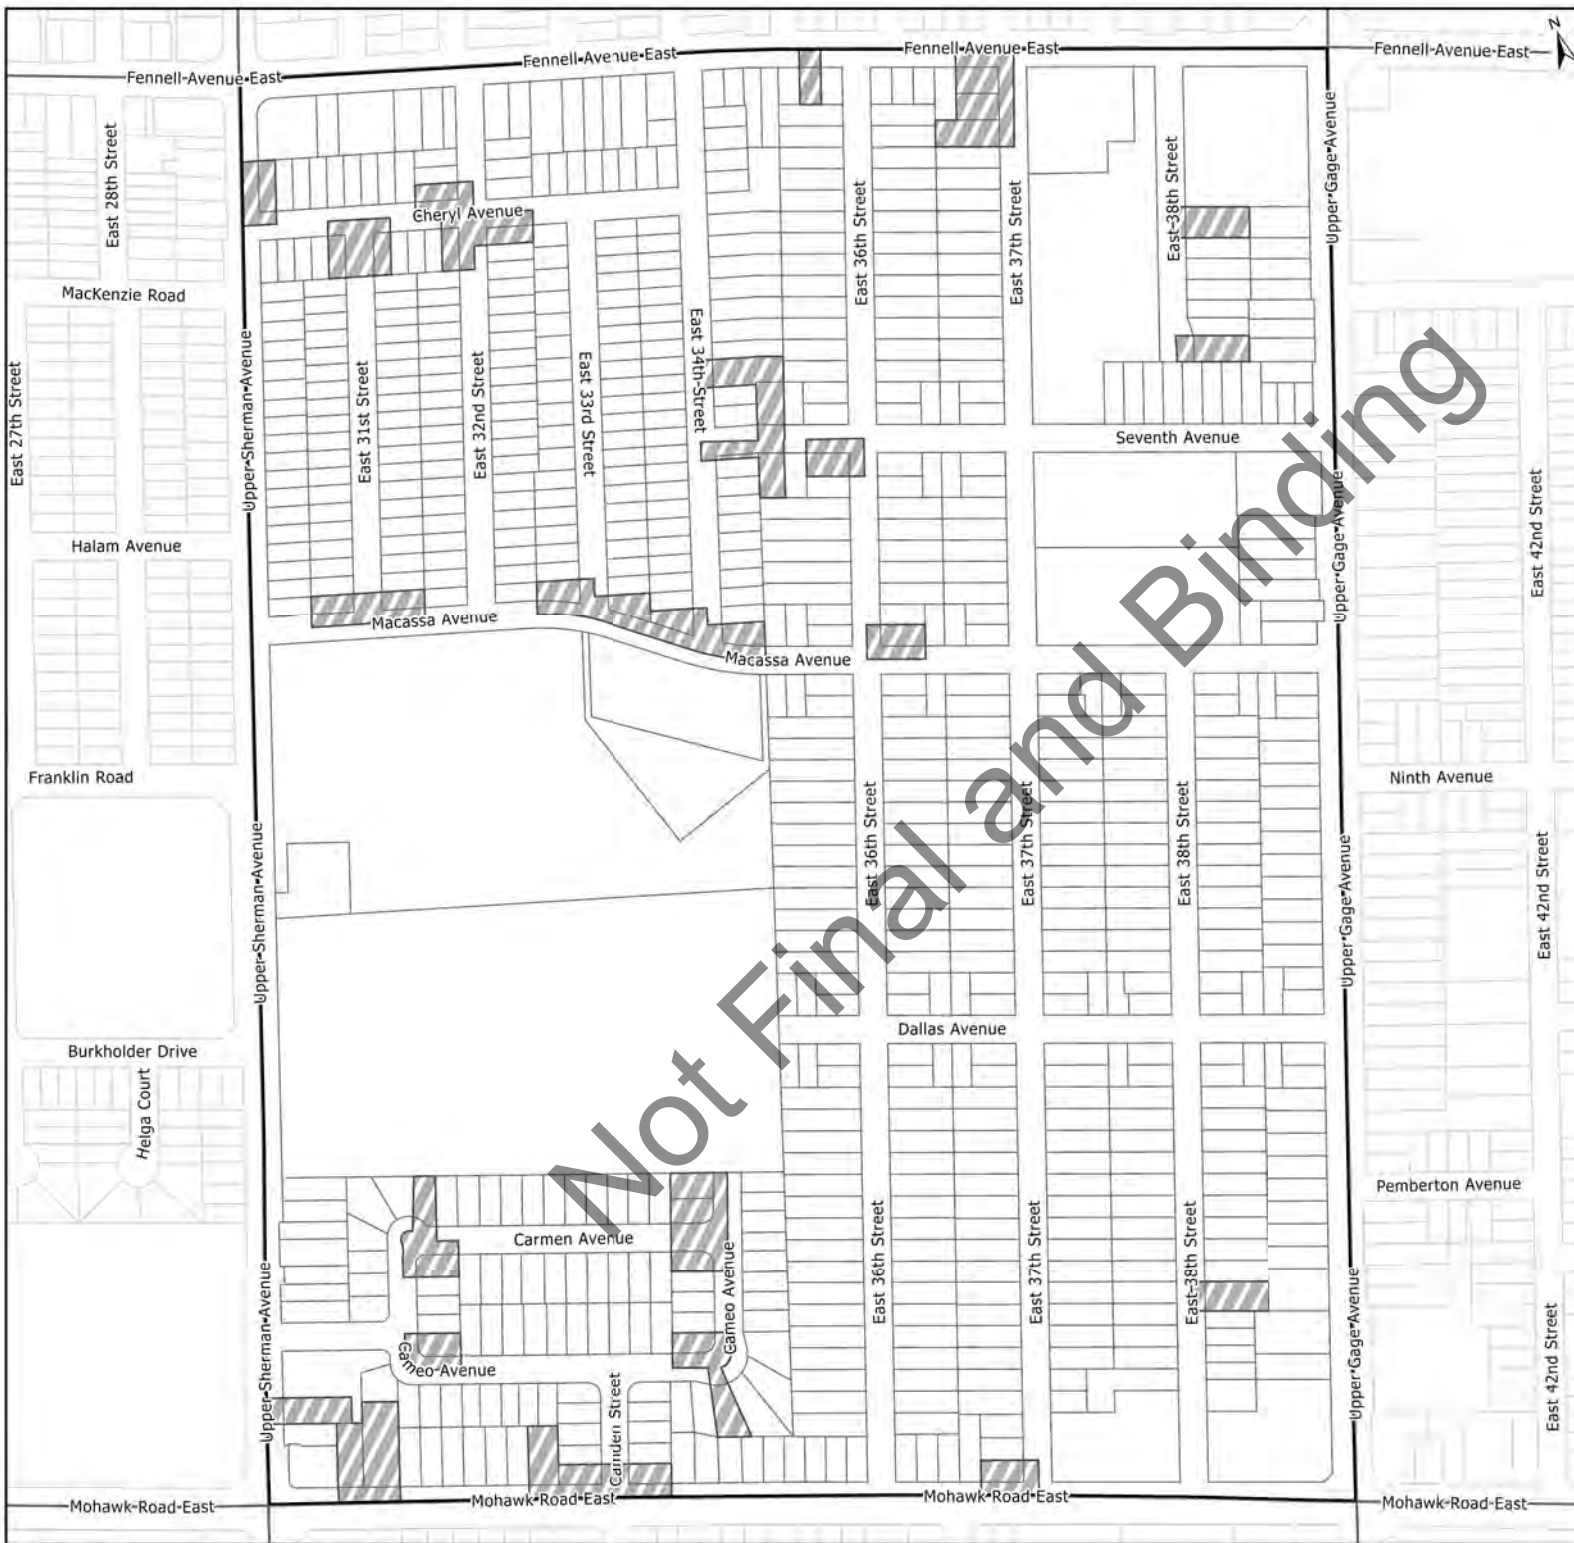 Fennell Avenue East
Fennell Avenue East
Fennell Avenue East
Fennell Avenue East
N
East 28th Street
Cheryl Avenue
East 36th Street
East 37th Street
East 38th Street
Upper Gage Avenue
MacKenzie Road
East 27th Street
Upper Sherman Avenue
East 31st Street
East 32nd Street
East 33rd Street
East 34th Street
Seventh Avenue
Upper Gage Avenue
East 42nd Street
Halam Avenue
Macassa Avenue
Macassa Avenue
Franklin Road
Ninth Avenue
Upper Sherman Avenue
East 36th Street
East 37th Street
East 38th Street
Upper Gage Avenue
East 42nd Street
Not Final and Binding
Dallas Avenue
Burkholder Drive
Helga Court
Pemberton Avenue
Carmen Avenue
Cameo Avenue
East 36th Street
East 37th Street
East 38th Street
Upper Sherman Avenue
Upper Gage Avenue
East 42nd Street
Cameo Avenue
Camden Street
Mohawk Road East
Mohawk Road East
Mohawk Road East
Mohawk Road East